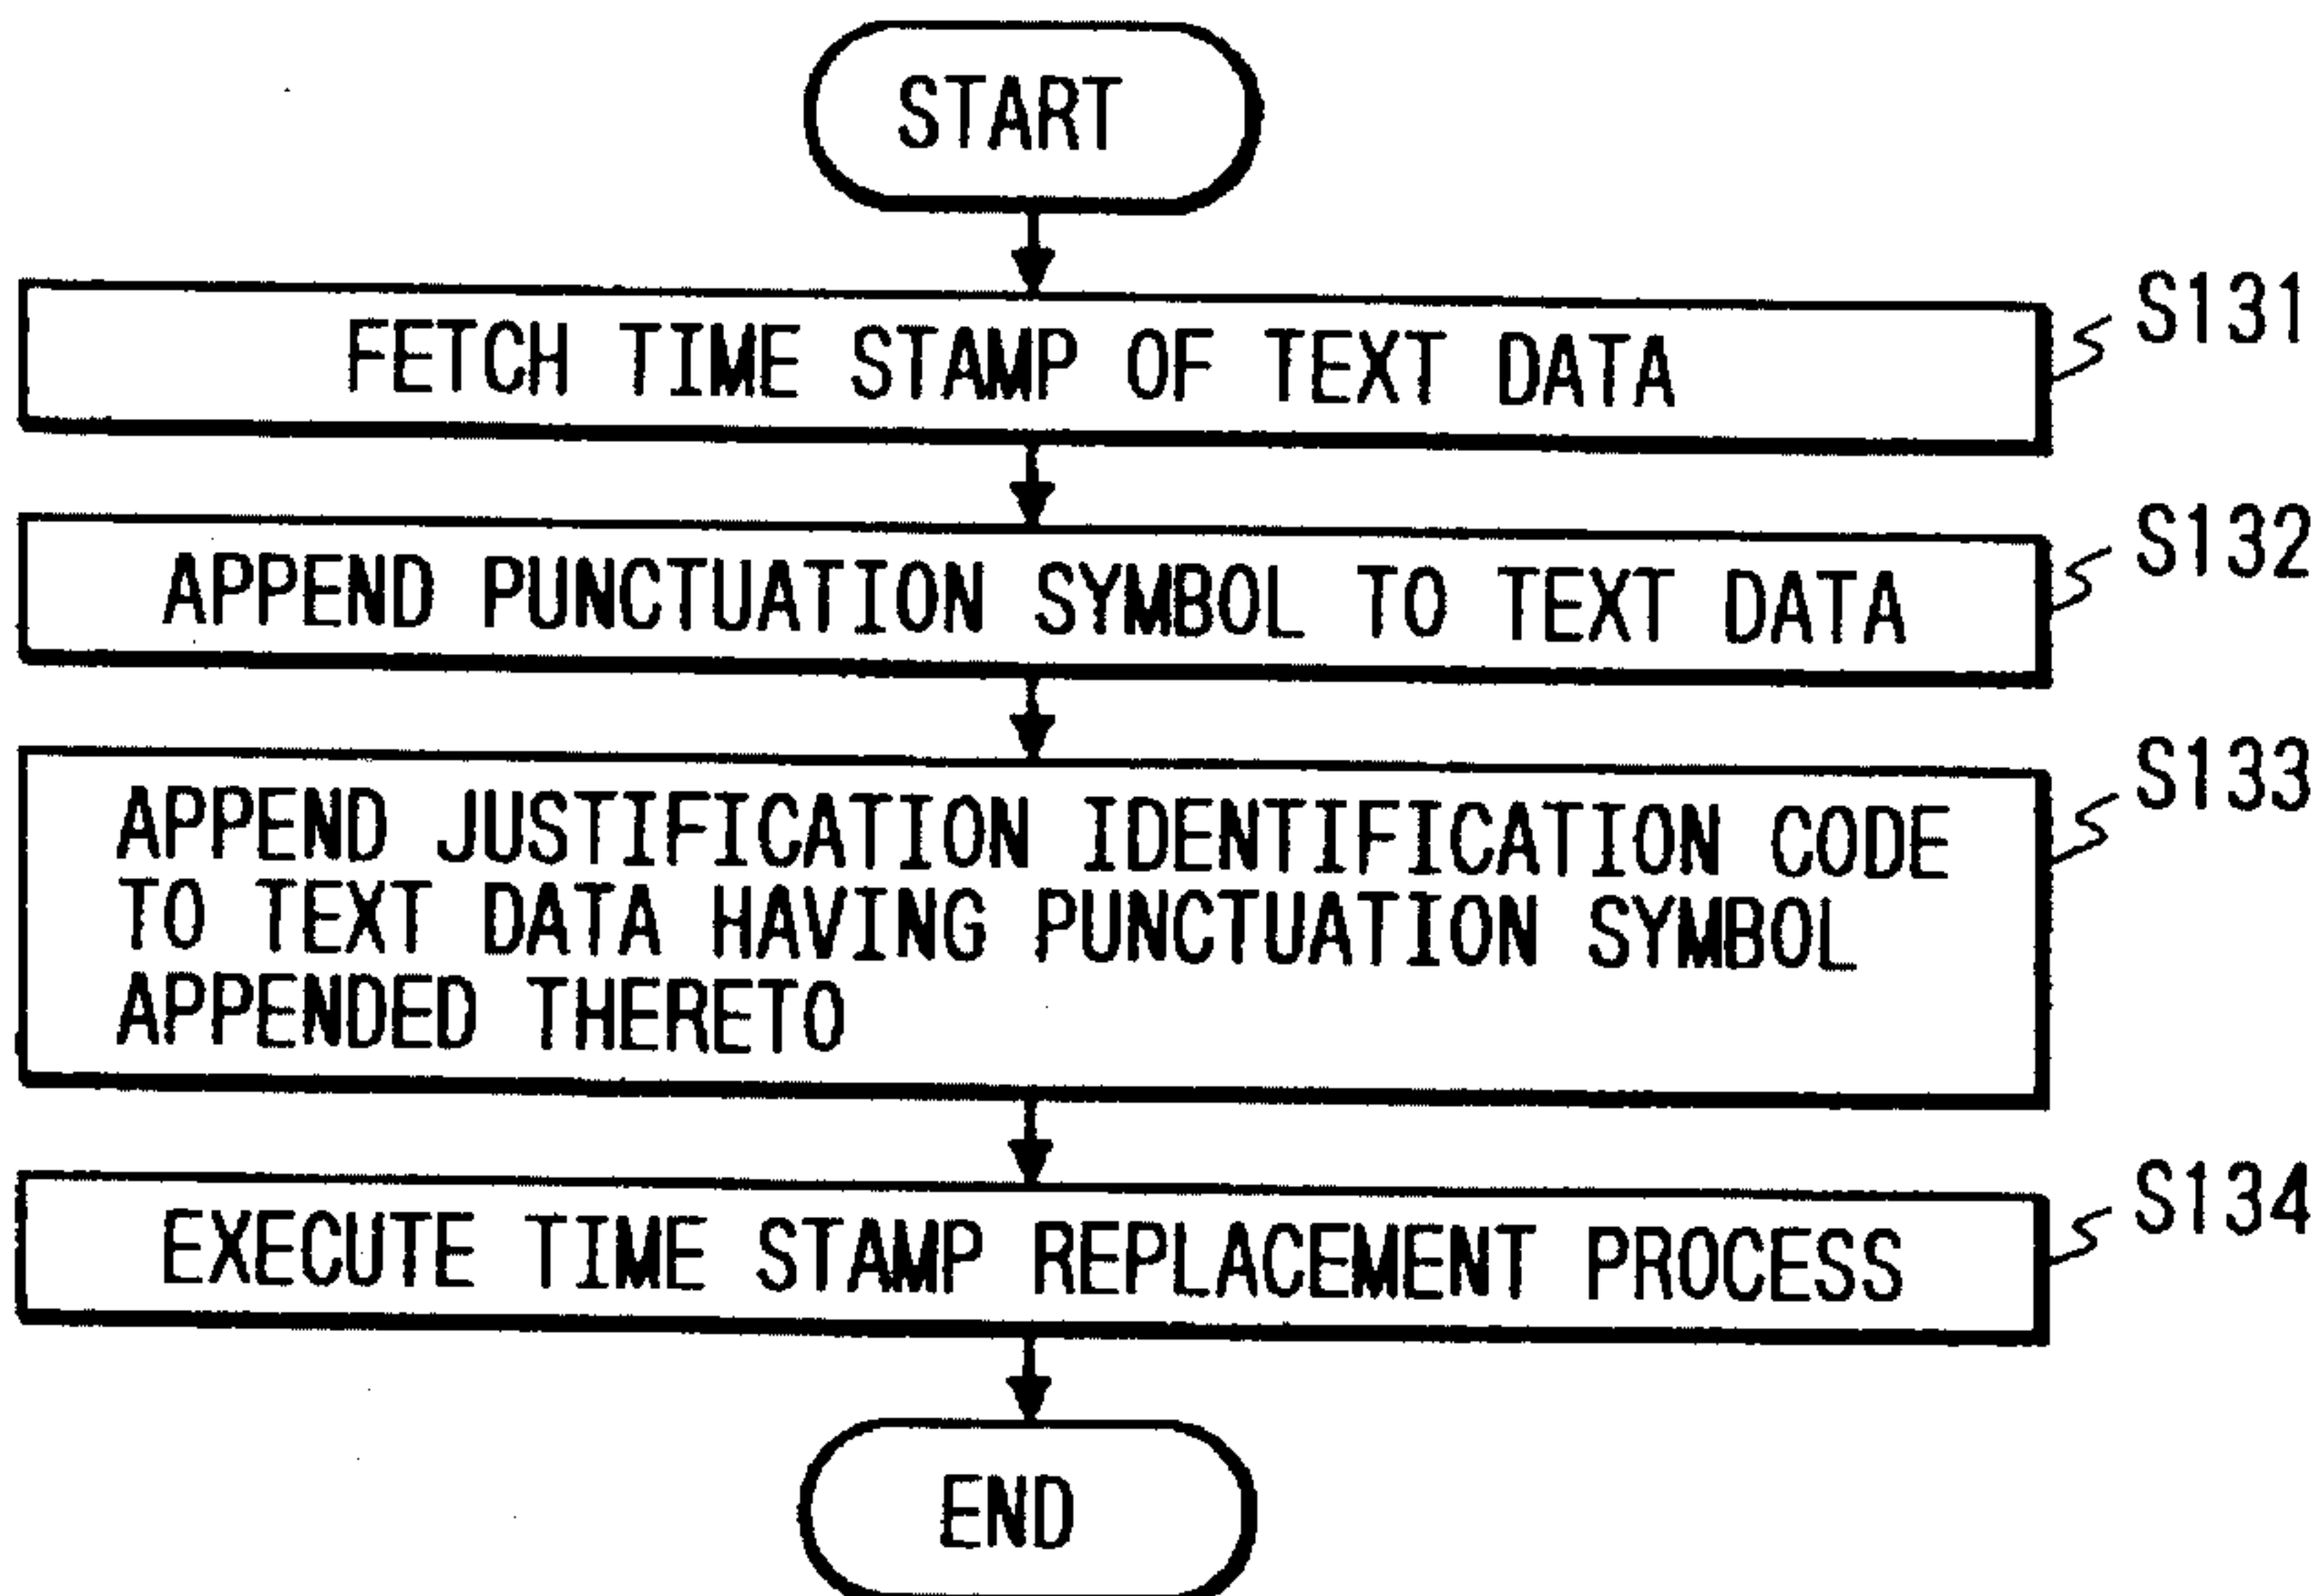 START
S131
FETCH TIME STAMP OF TEXT DATA
S132
APPEND PUNCTUATION SYMBOL TO TEXT DATA
S133
APPEND JUSTIFICATION IDENTIFICATION CODE
TO TEXT DATA HAVING PUNCTUATION SYMBOL
APPENDED THERETO
S134
EXECUTE TIME STAMP REPLACEMENT PROCESS
END